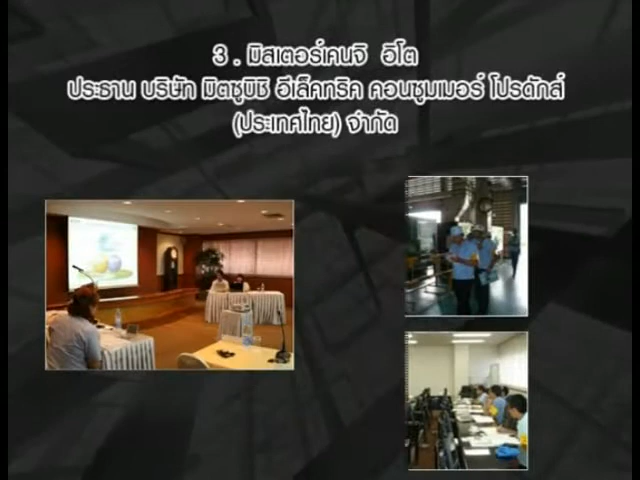 3 . มิสเตอร์เคนจิ อิโต
ประธาน บริษัท มิตซูบิชิ อีเล็คทริค คอนซูมเมอร์ โปรดักส์
(ประเทศไทย) จำกัด